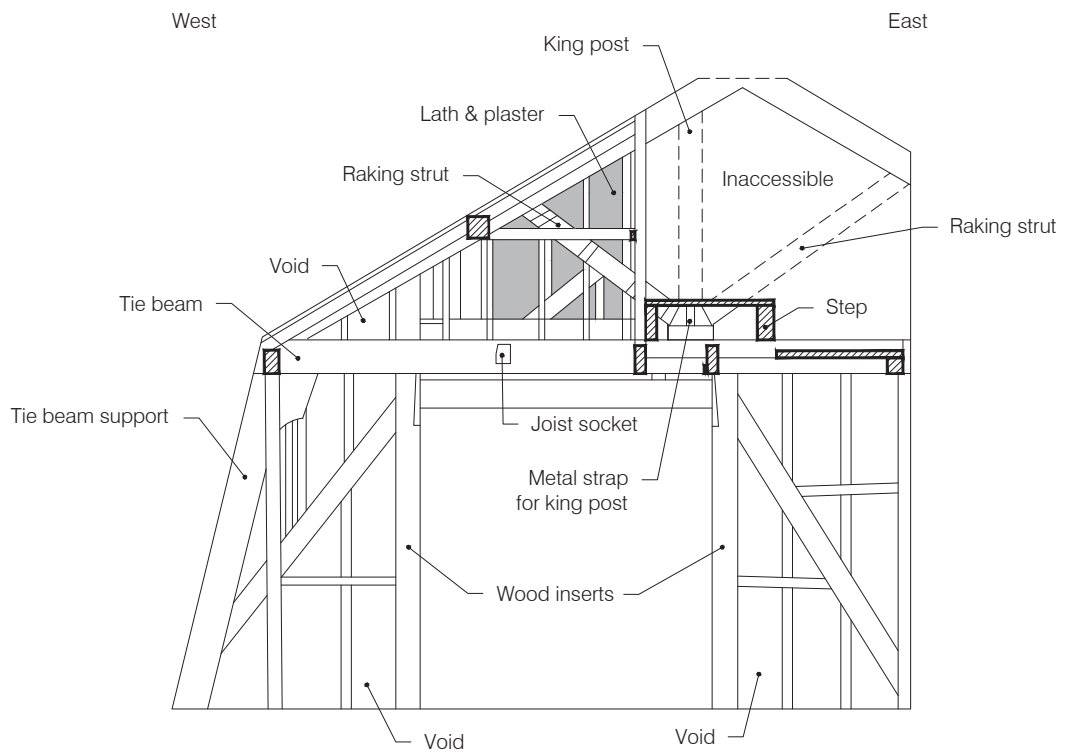 West
East
King post
Lath & plaster
Raking strut
Inaccessible
Raking strut
Void
Tie beam
Step
Tie beam support
Joist socket
Metal strap
for king post
Wood inserts
Void
Void